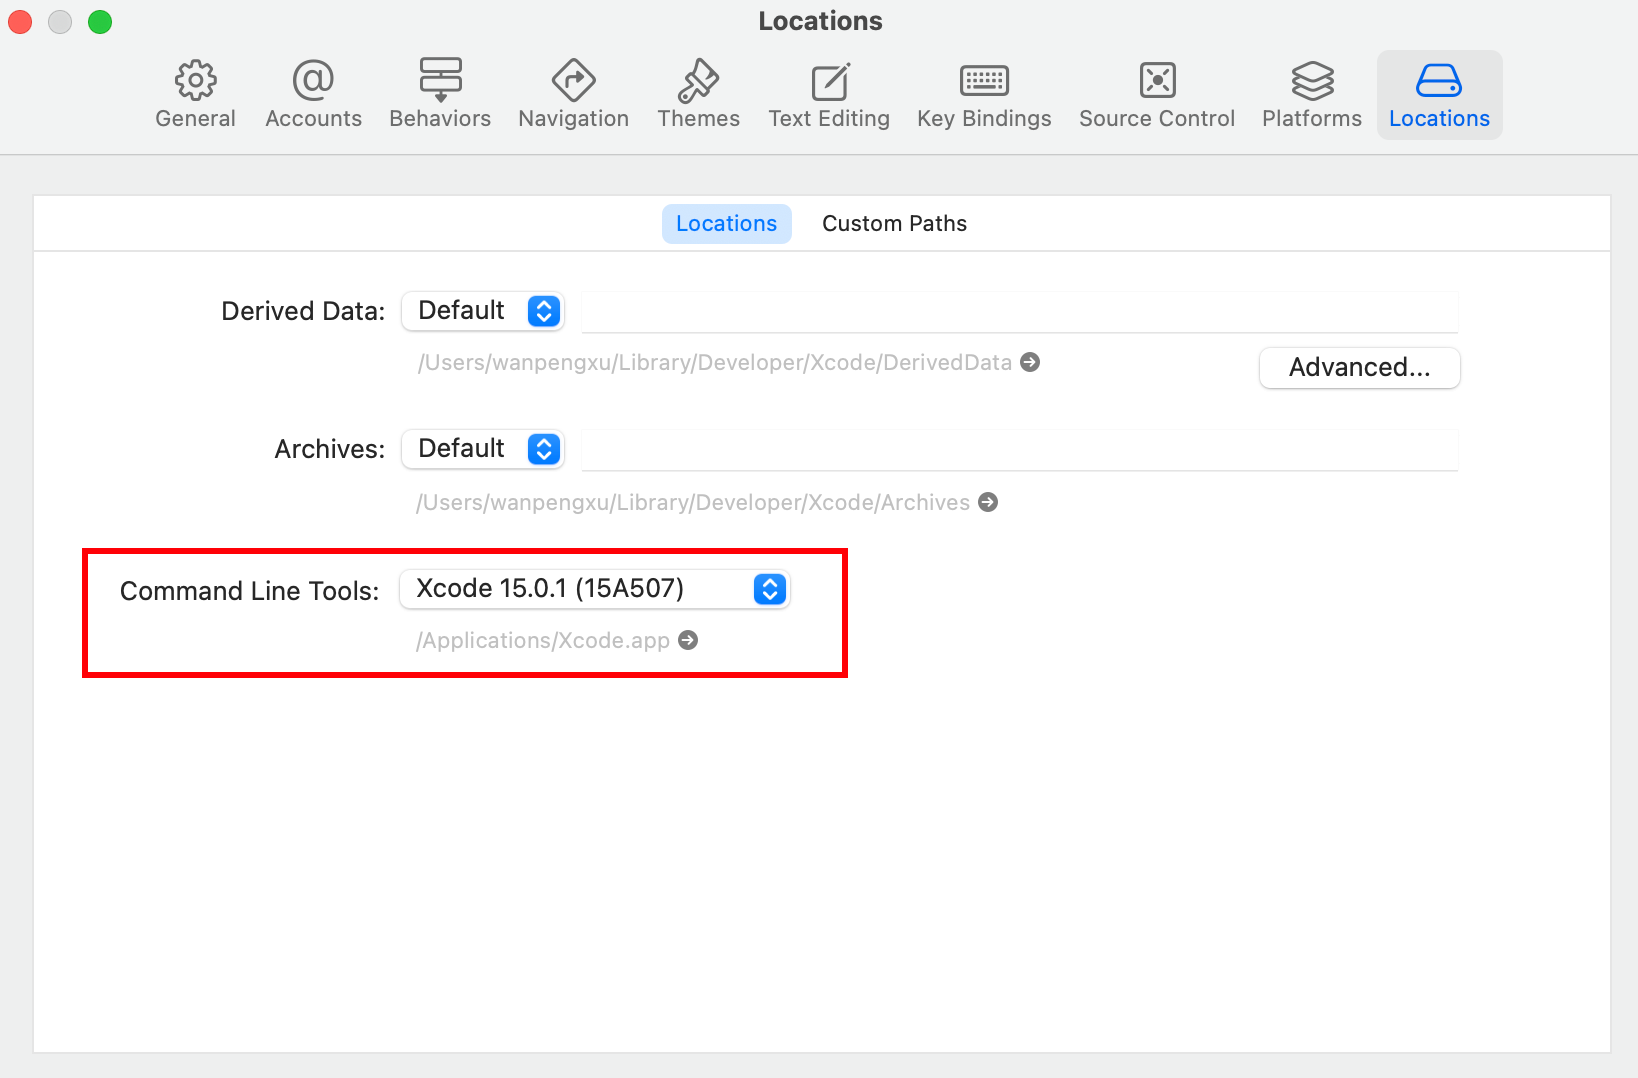 Locations
General Accounts Behaviors Navigation Themes Text Editing Key Bindings Source Control Platforms Locations
Locations Custom Paths
Derived Data: Default
/Users/wanpengxu/Library/Developer/Xcode/DerivedData
Advanced...
Archives: Default
/Users/wanpengxu/Library/Developer/Xcode/Archives
Command Line Tools: Xcode 15.0.1 (15A507)
/Applications/Xcode.app